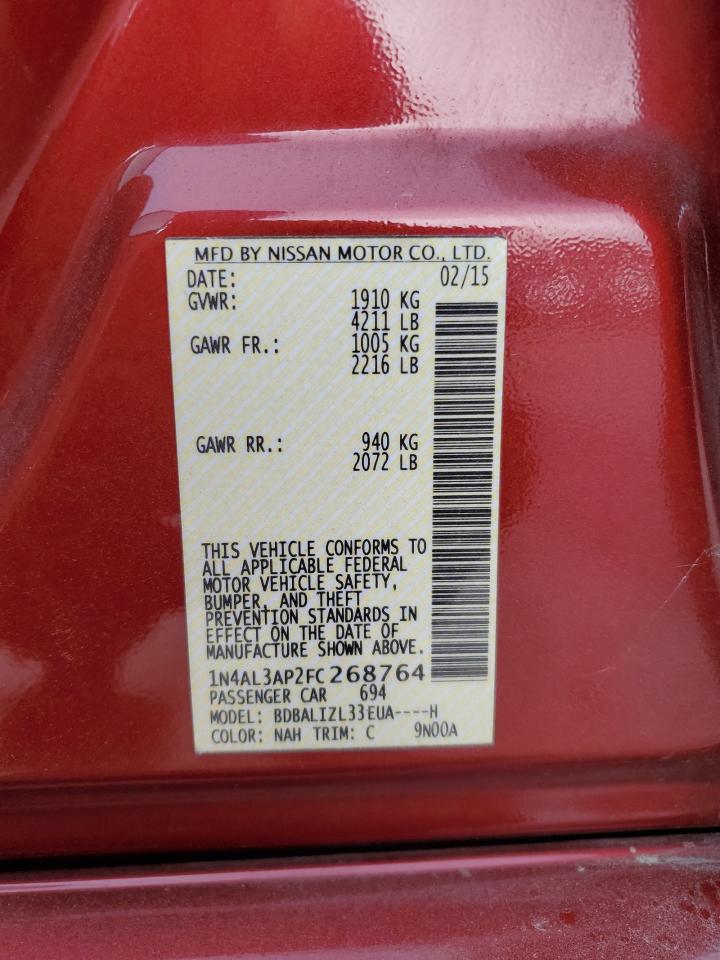 MFD BY NISSAN MOTOR CO., LTD.
DATE: 02/15
GVWR: 1910 KG
4211 LB
GAWR FR.: 1005 KG
2216 LB
GAWR RR.: 940 KG
2072 LB
THIS VEHICLE CONFORMS TO
ALL APPLICABLE FEDERAL
MOTOR VEHICLE SAFETY,
BUMPER, AND THEFT
PREVENTION STANDARDS IN
EFFECT ON THE DATE OF
MANUFACTURE SHOWN ABOVE.
1N4AL3AP2FC268764
PASSENGER CAR 694
MODEL: BDBALIZL33EUA----H
COLOR: NAH TRIM: C 9N00A